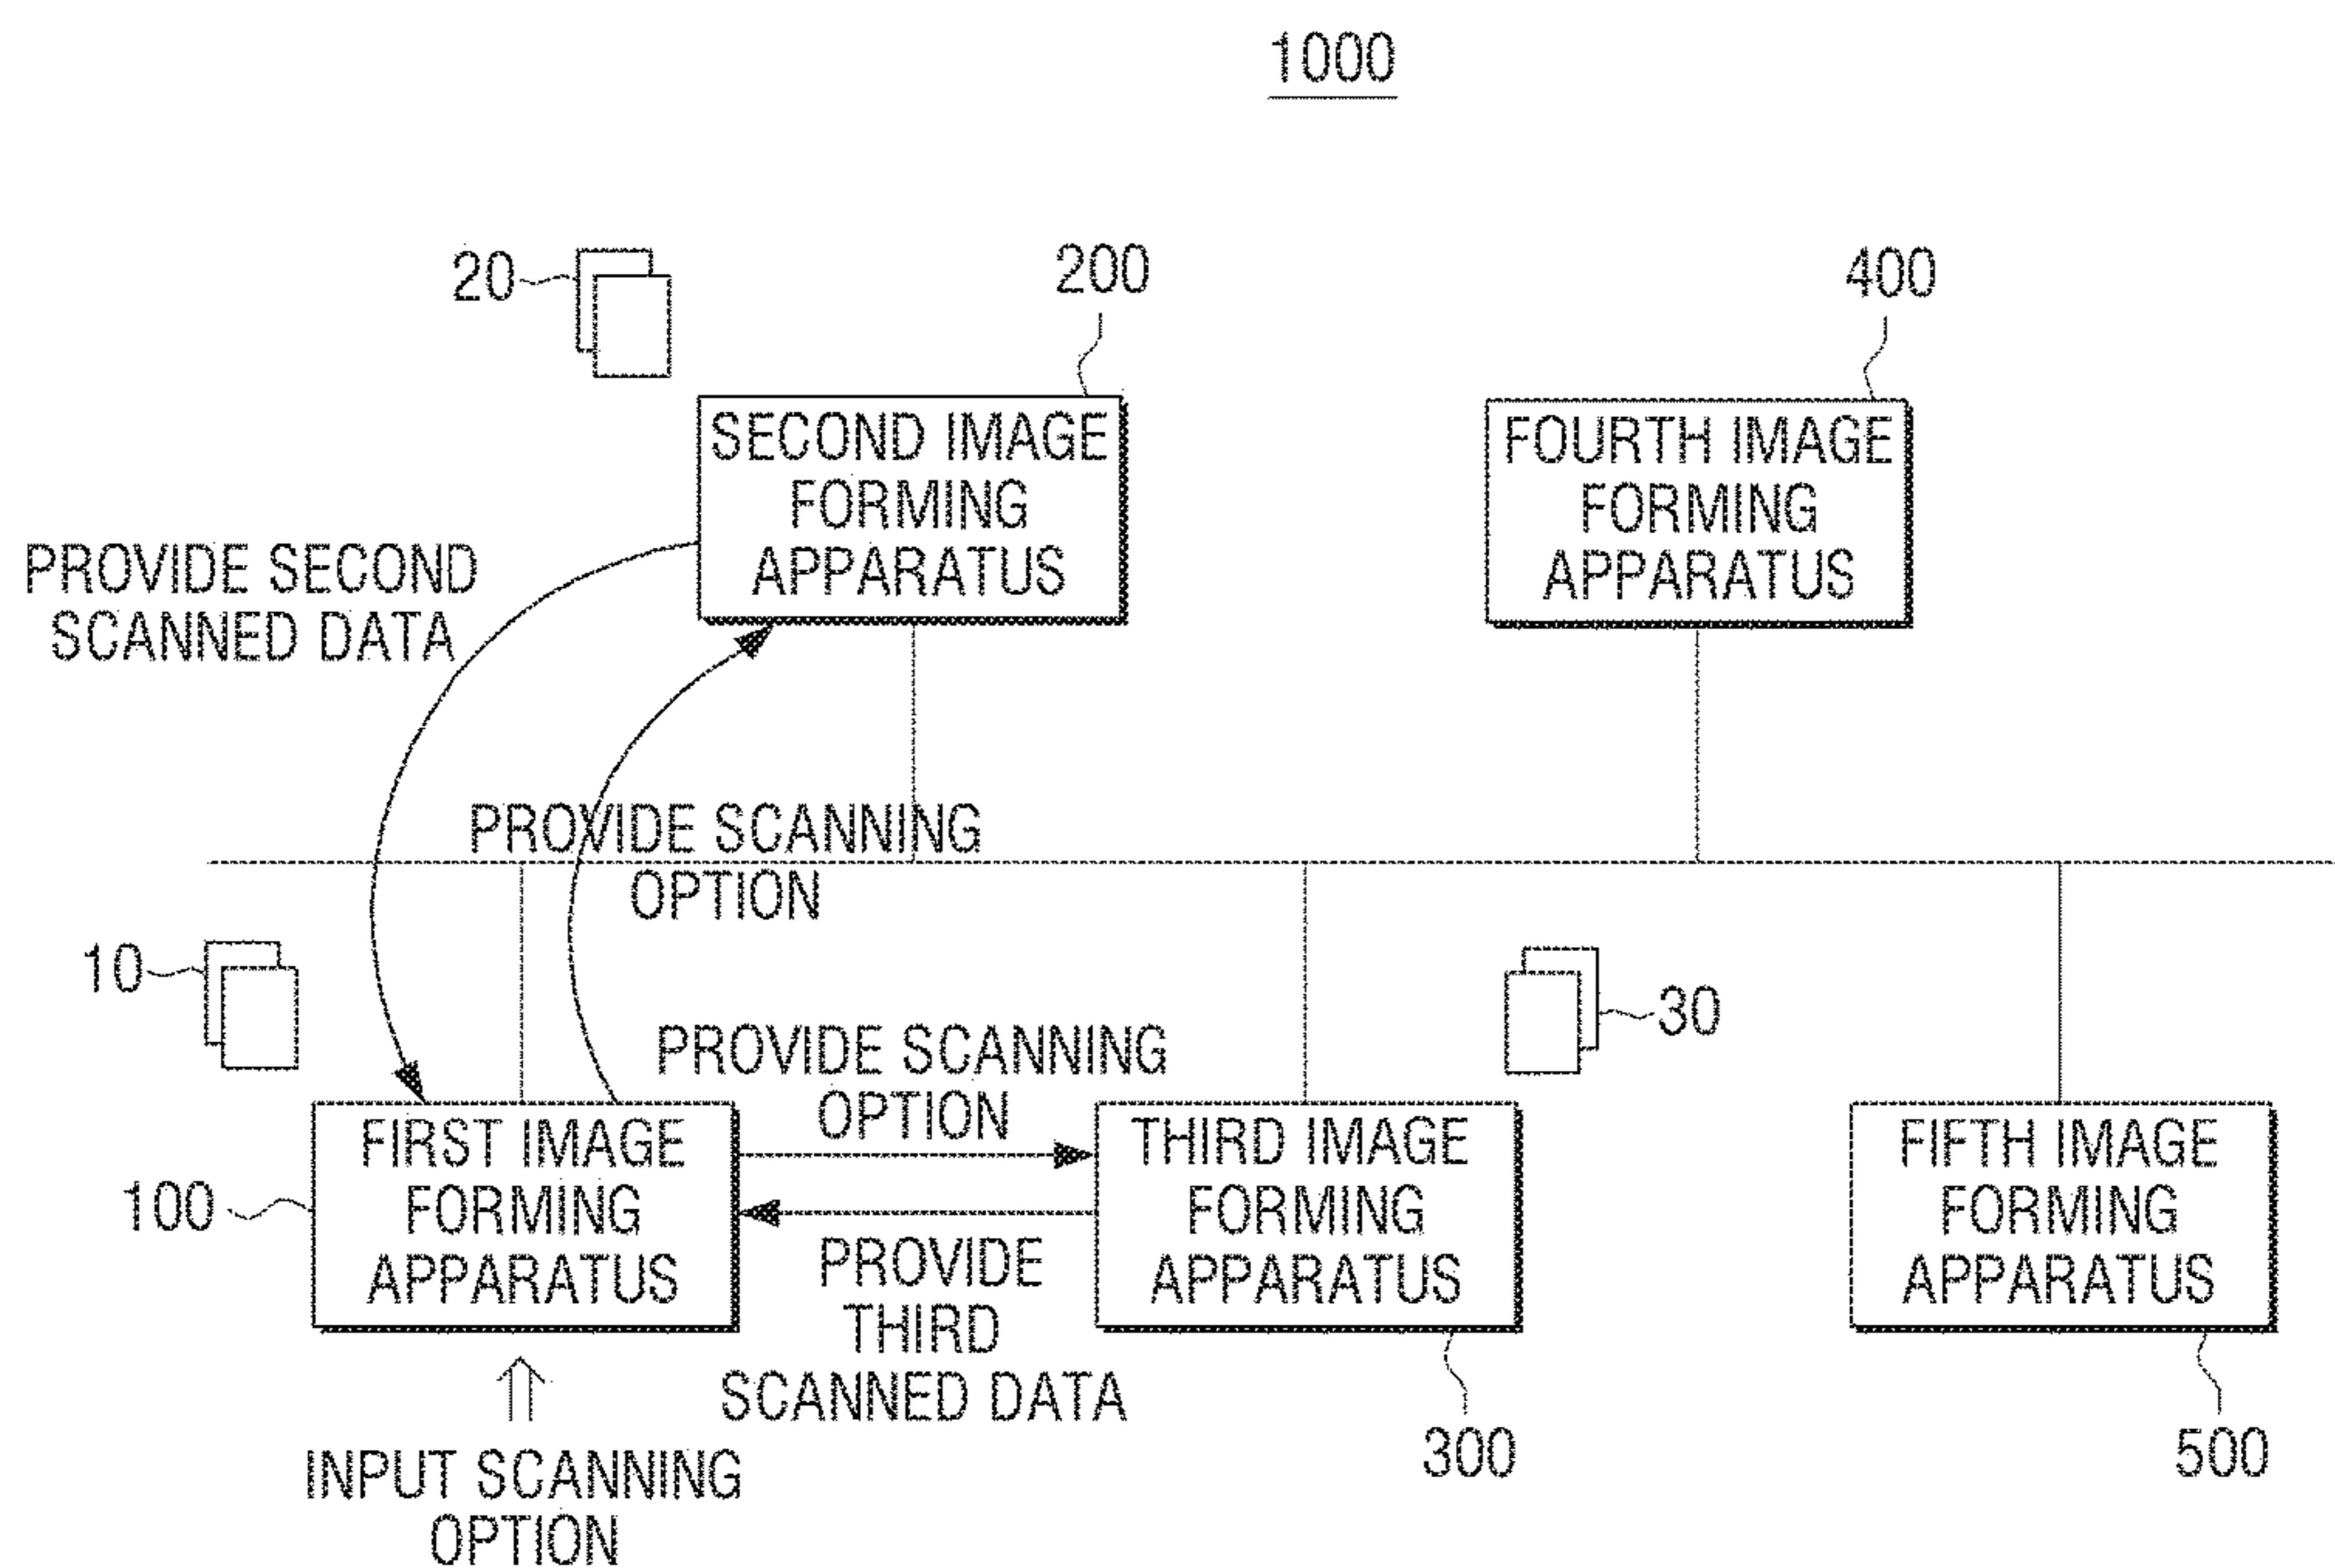 1000
20
200
400
SECOND IMAGE
FORMING
APPARATUS
FOURTH IMAGE
FORMING
APPARATUS
PROVIDE SECOND
SCANNED DATA
PROVIDE SCANNING
OPTION
10
30
PROVIDE SCANNING
OPTION
100
FIRST IMAGE
FORMING
APPARATUS
THIRD IMAGE
FORMING
APPARATUS
FIFTH IMAGE
FORMING
APPARATUS
PROVIDE
THIRD
SCANNED DATA
300
500
INPUT SCANNING
OPTION